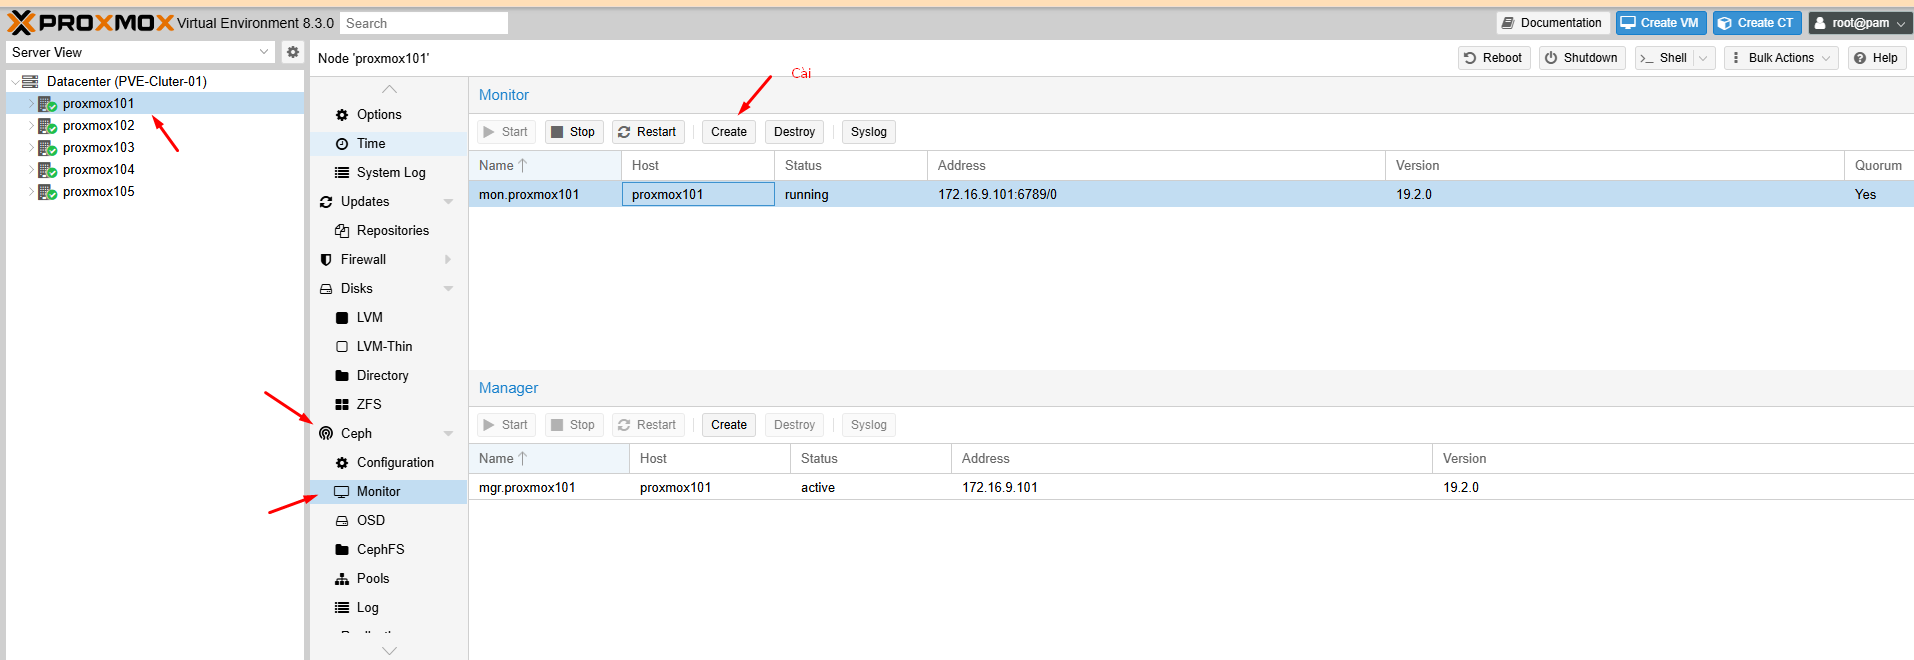 PROXMOX Virtual Environment 8.3.0 Search Documentation Create VM Create CT root@pam
Server View
Datacenter (PVE-Cluter-01)
proxmox101
proxmox102
proxmox103
proxmox104
proxmox105
Node 'proxmox101' Reboot Shutdown >_ Shell Bulk Actions Help
Options
Time
System Log
Updates
Repositories
Firewall
Disks
LVM
LVM-Thin
Directory
ZFS
Ceph
Configuration
Monitor
OSD
CephFS
Pools
Log
Cài
Monitor
Start Stop Restart Create Destroy Syslog
Name Host Status Address Version Quorum
mon.proxmox101 proxmox101 running 172.16.9.101:6789/0 19.2.0 Yes
Manager
Start Stop Restart Create Destroy Syslog
Name Host Status Address Version
mgr.proxmox101 proxmox101 active 172.16.9.101 19.2.0